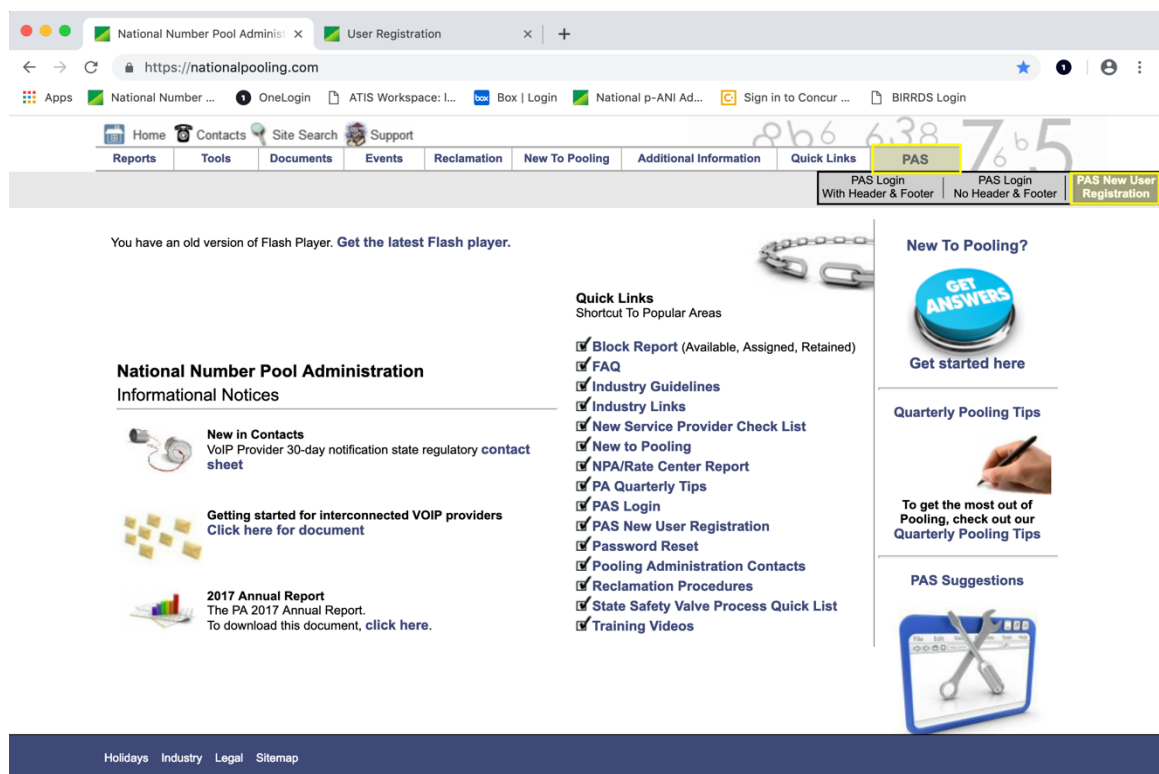 National Number Pool Adminis ×
User Registration ×
+
https://nationalpooling.com
Apps
National Number ...
OneLogin
ATIS Workspace: I...
box
Box | Login
National p-ANI Ad...
Sign in to Concur ...
BIRRDS Login
Home
Contacts
Site Search
Support
Reports
Tools
Documents
Events
Reclamation
New To Pooling
Additional Information
Quick Links
PAS
PAS Login
With Header & Footer
PAS Login
No Header & Footer
PAS New User
Registration
You have an old version of Flash Player. Get the latest Flash player.
National Number Pool Administration
Informational Notices
New in Contacts
VoIP Provider 30-day notification state regulatory contact
sheet
Getting started for interconnected VOIP providers
Click here for document
2017 Annual Report
The PA 2017 Annual Report.
To download this document, click here.
Quick Links
Shortcut To Popular Areas
Block Report (Available, Assigned, Retained)
FAQ
Industry Guidelines
Industry Links
New Service Provider Check List
New to Pooling
NPA/Rate Center Report
PA Quarterly Tips
PAS Login
PAS New User Registration
Password Reset
Pooling Administration Contacts
Reclamation Procedures
State Safety Valve Process Quick List
Training Videos
New To Pooling?
GET
ANSWERS
Get started here
Quarterly Pooling Tips
To get the most out of
Pooling, check out our
Quarterly Pooling Tips
PAS Suggestions
File Edit
Holidays
Industry
Legal
Sitemap